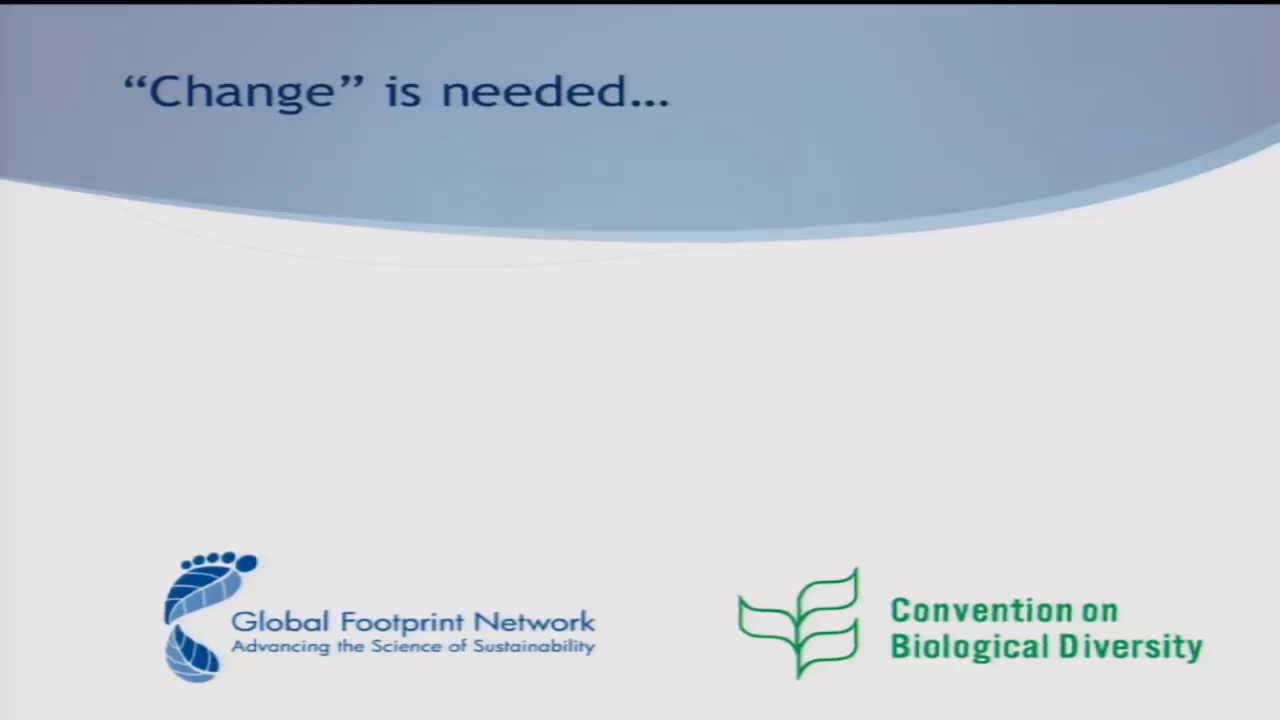 “Change” is needed...
Global Footprint Network
Advancing the Science of Sustainability
Convention on
Biological Diversity